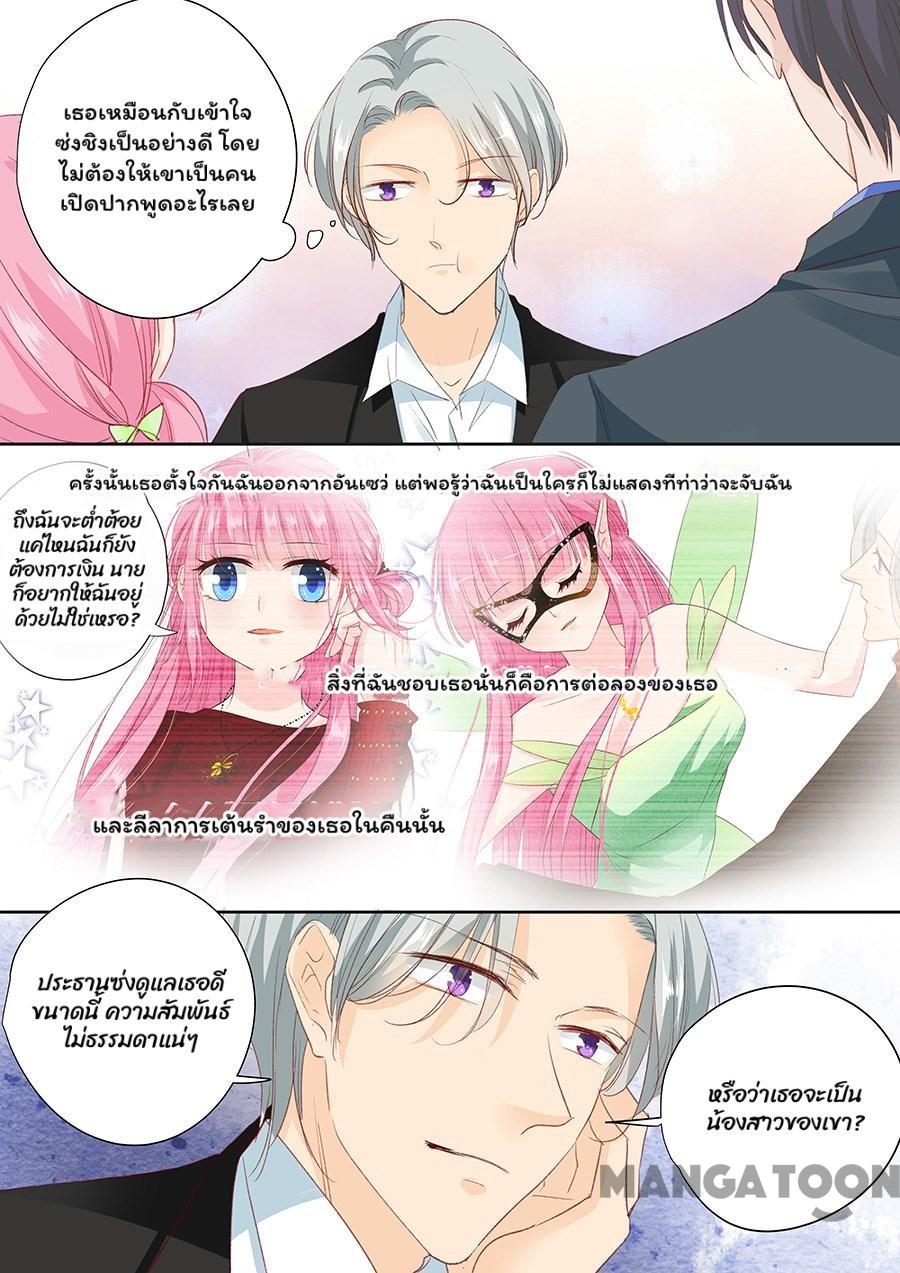 เธอเหมือนกับเข้าใจ
ซ่งชิงเป็นอย่างดี โดย
ไม่ต้องให้เขาเป็นคน
เปิดปากพูดอะไรเลย
ครั้งนั้นเธอตั้งใจกันฉันออกจากอันเซว่ แต่พอรู้ว่าฉันเป็นใครก็ไม่แสดงทีท่าว่าจะจับฉัน
ถึงฉันจะต่ำต้อย
แค่ไหนฉันก็ยัง
ต้องการเงิน นาย
ก็อยากให้ฉันอยู่
ด้วยไม่ใช่เหรอ?
สิ่งที่ฉันชอบเธอนั่นก็คือการต่อลองของเธอ
และลีลาการเต้นรำของเธอในคืนนั้น
ประธานซ่งดูแลเธอดี
ขนาดนี้ ความสัมพันธ์
ไม่ธรรมดาแน่ๆ
หรือว่าเธอจะเป็น
น้องสาวของเขา?
MANGATOON